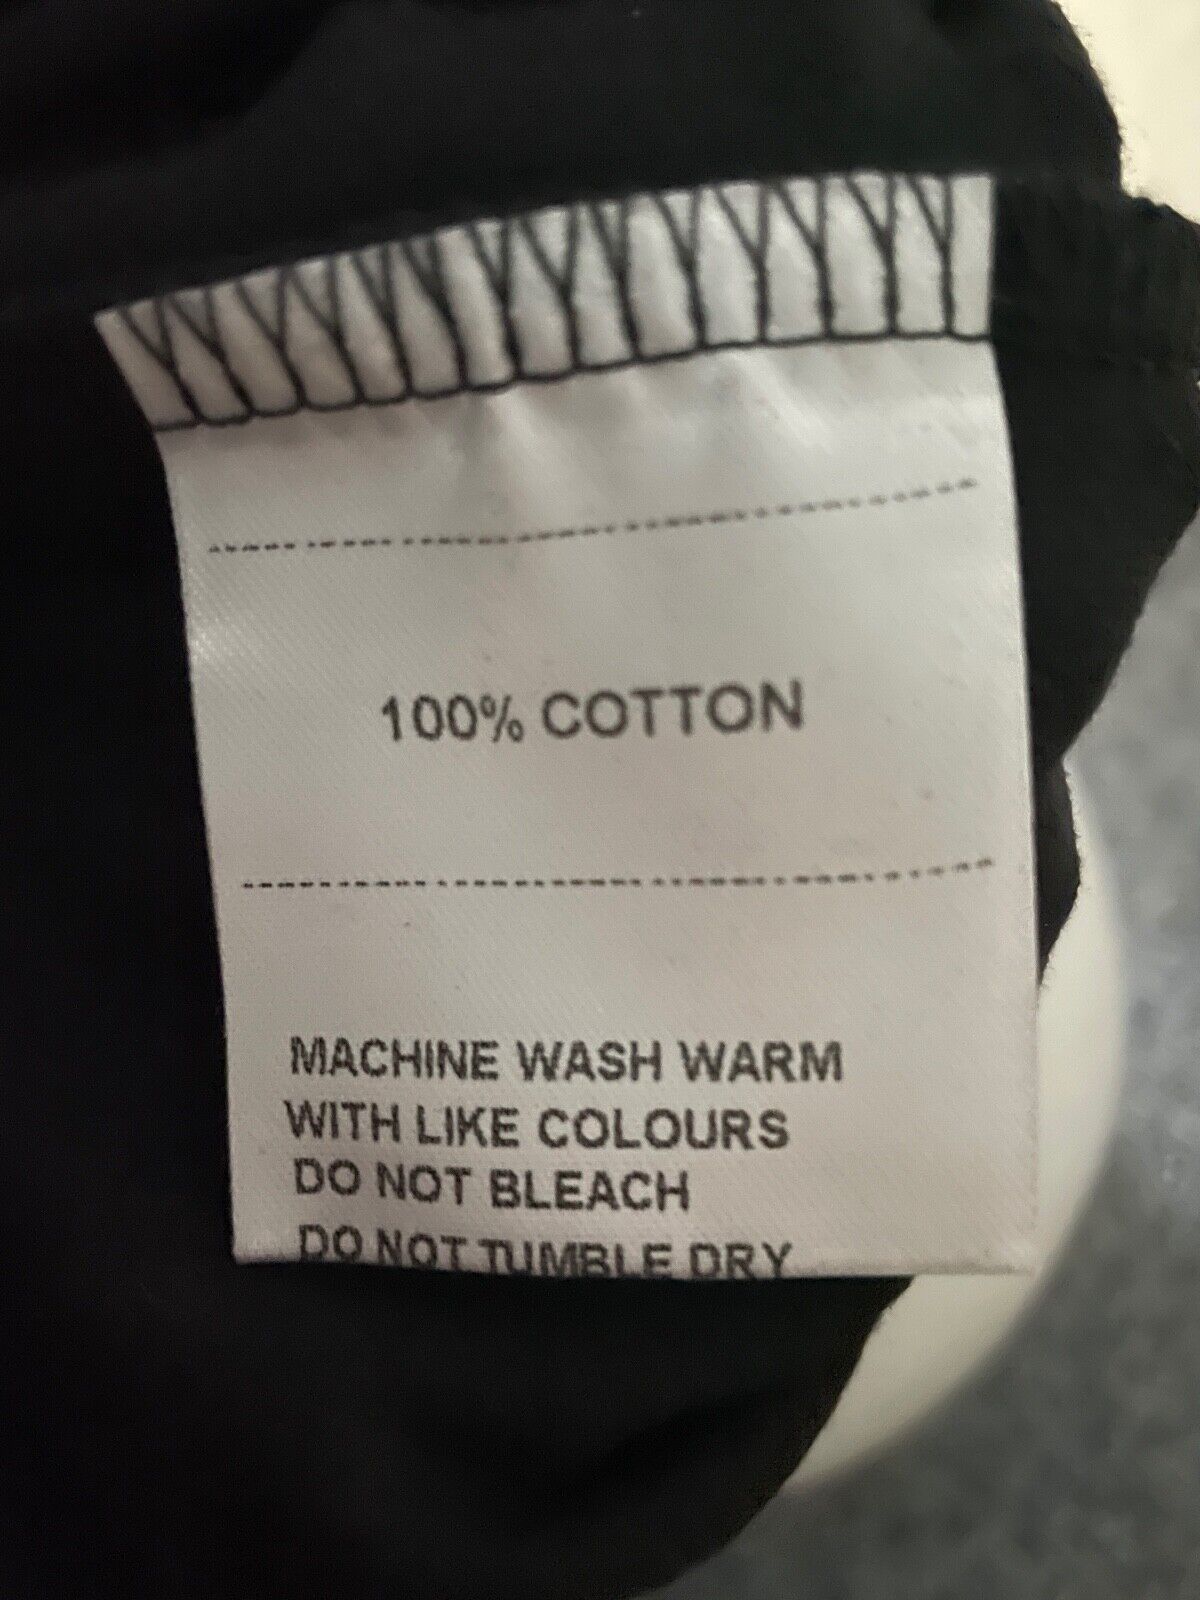 100% COTTON
MACHINE WASH WARM
WITH LIKE COLOURS
DO NOT BLEACH
DO NOT TUMBLE DRY